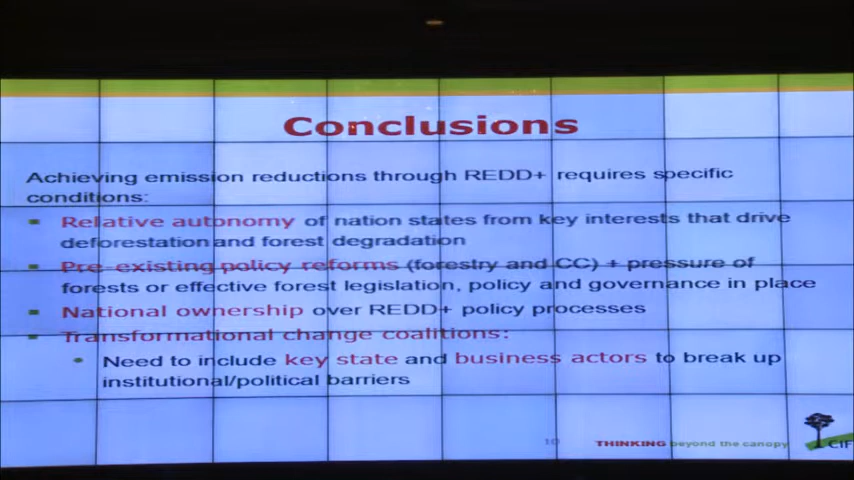 Conclusions
Achieving emission reductions through REDD+ requires specific
conditions:
Relative autonomy of nation states from key interests that drive
deforestation and forest degradation
Pre-existing policy reforms (forestry and CC) + pressure of
forests or effective forest legislation, policy and governance in place
National ownership over REDD+ policy processes
Transformational change coalitions:
Need to include key state and business actors to break up
institutional/political barriers
10 THINKING beyond the canopy
CIF